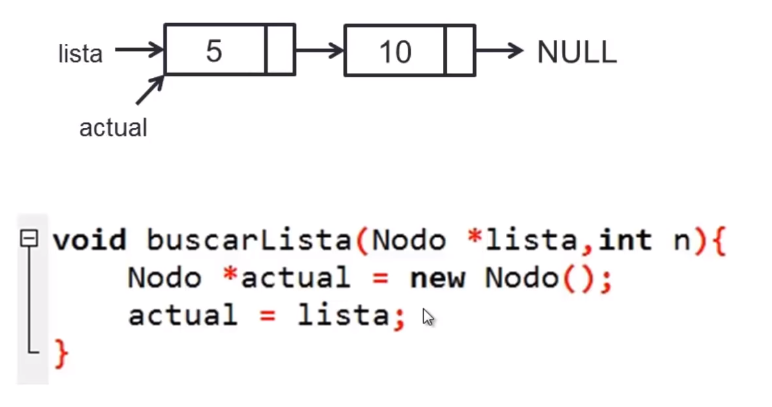 lista 5 10 NULL
actual
void buscarLista(Nodo *lista,int n){
Nodo *actual = new Nodo();
actual = lista;
}